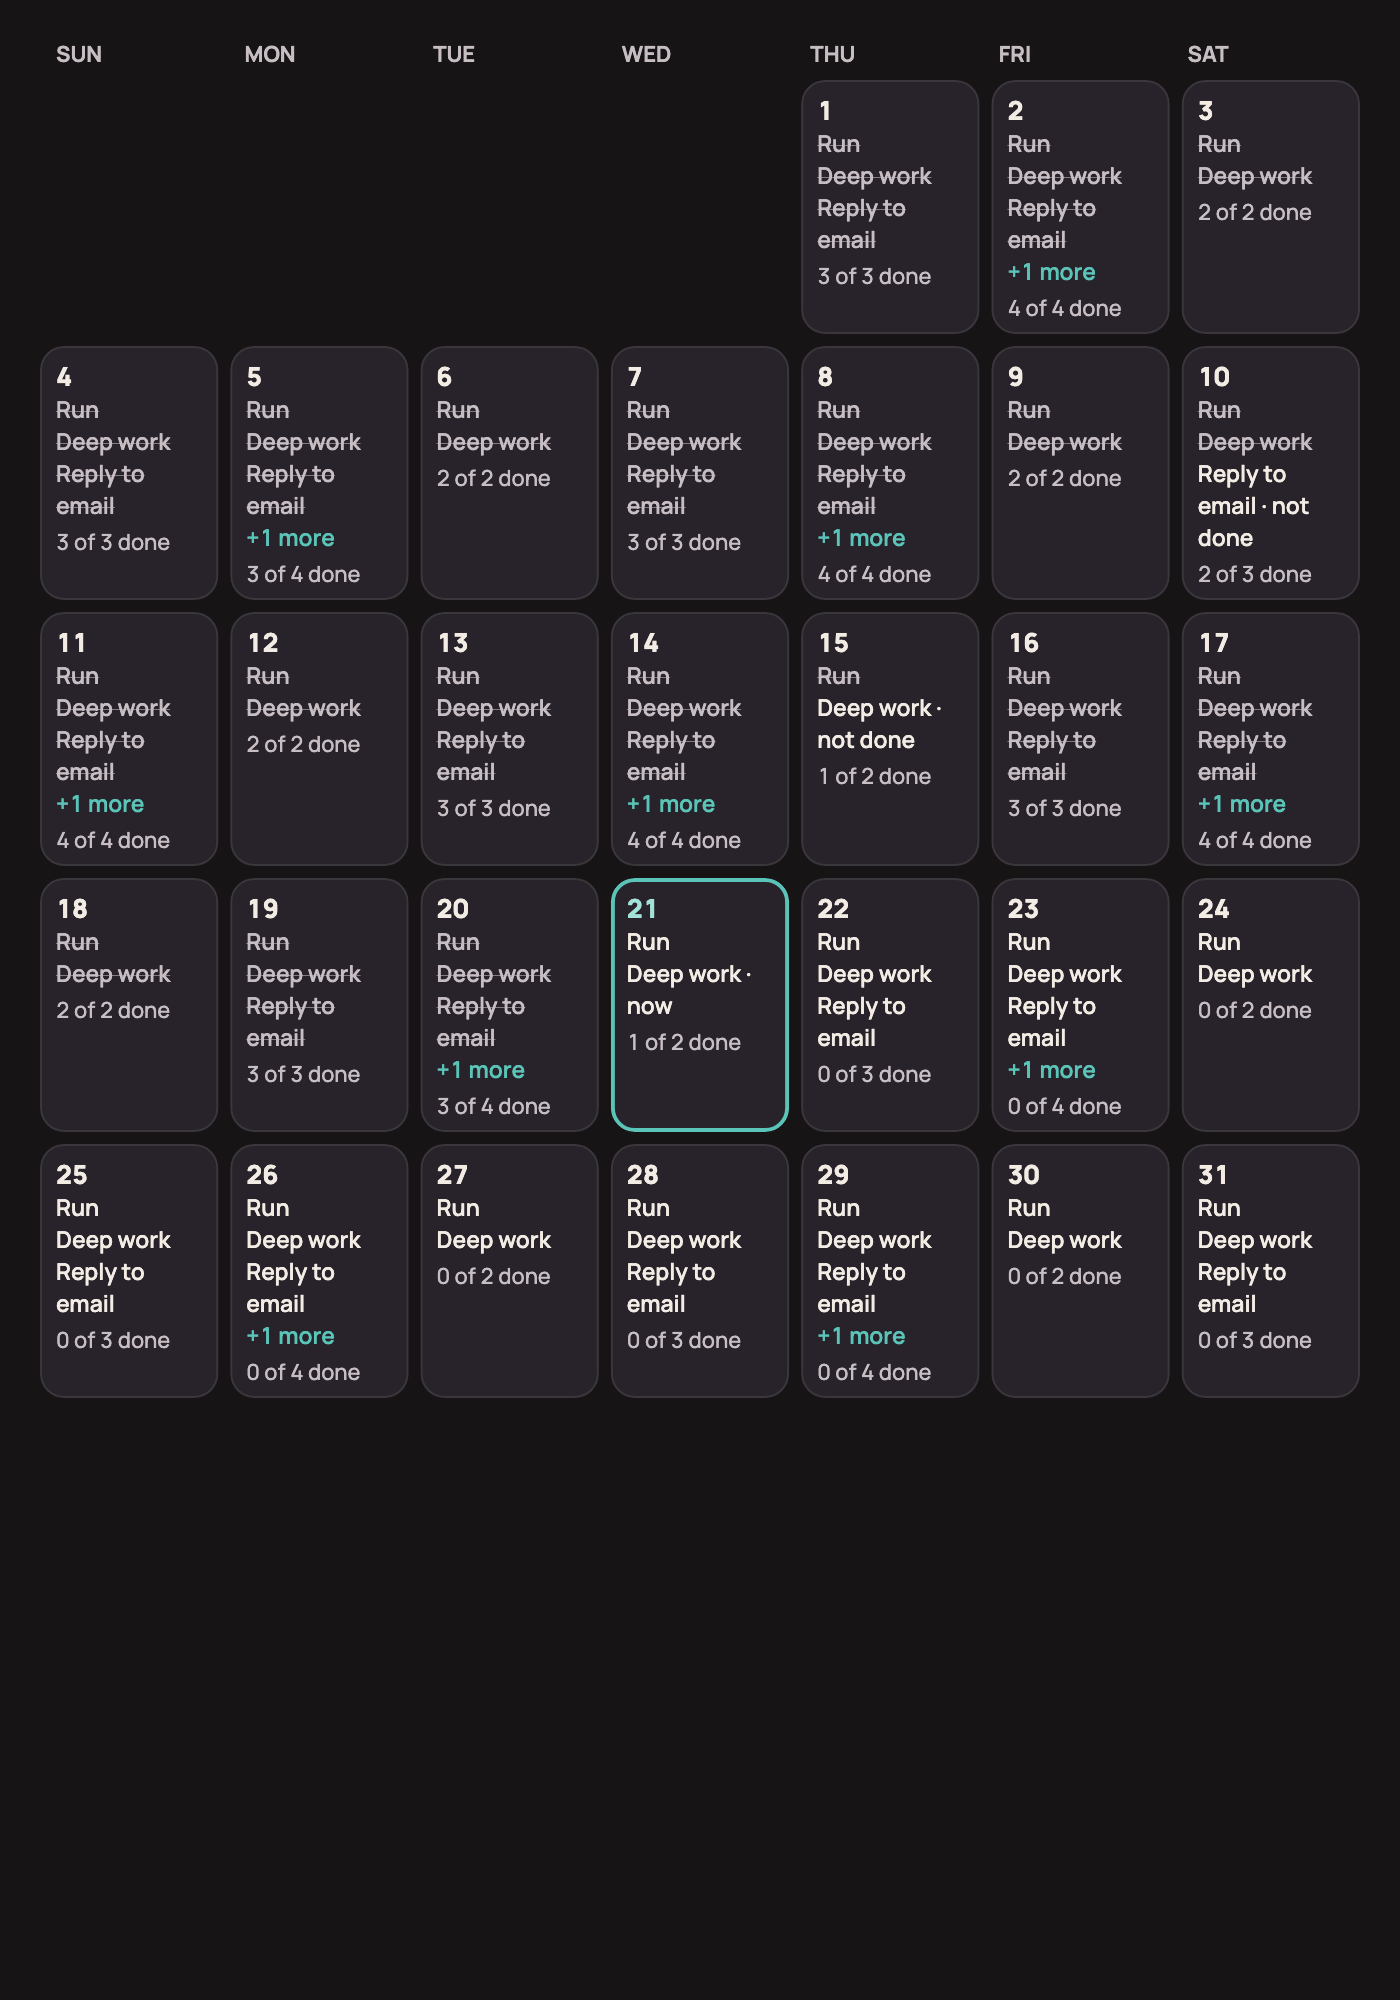 SUN MON TUE WED THU FRI SAT
1
Run
Deep work
Reply to
email
3 of 3 done
2
Run
Deep work
Reply to
email
+1 more
4 of 4 done
3
Run
Deep work
2 of 2 done
4
Run
Deep work
Reply to
email
3 of 3 done
5
Run
Deep work
Reply to
email
+1 more
3 of 4 done
6
Run
Deep work
2 of 2 done
7
Run
Deep work
Reply to
email
3 of 3 done
8
Run
Deep work
Reply to
email
+1 more
4 of 4 done
9
Run
Deep work
2 of 2 done
10
Run
Deep work
Reply to
email · not
done
2 of 3 done
11
Run
Deep work
Reply to
email
+1 more
4 of 4 done
12
Run
Deep work
2 of 2 done
13
Run
Deep work
Reply to
email
3 of 3 done
14
Run
Deep work
Reply to
email
+1 more
4 of 4 done
15
Run
Deep work ·
not done
1 of 2 done
16
Run
Deep work
Reply to
email
3 of 3 done
17
Run
Deep work
Reply to
email
+1 more
4 of 4 done
18
Run
Deep work
2 of 2 done
19
Run
Deep work
Reply to
email
3 of 3 done
20
Run
Deep work
Reply to
email
+1 more
3 of 4 done
21
Run
Deep work ·
now
1 of 2 done
22
Run
Deep work
Reply to
email
0 of 3 done
23
Run
Deep work
Reply to
email
+1 more
0 of 4 done
24
Run
Deep work
0 of 2 done
25
Run
Deep work
Reply to
email
0 of 3 done
26
Run
Deep work
Reply to
email
+1 more
0 of 4 done
27
Run
Deep work
0 of 2 done
28
Run
Deep work
Reply to
email
0 of 3 done
29
Run
Deep work
Reply to
email
+1 more
0 of 4 done
30
Run
Deep work
0 of 2 done
31
Run
Deep work
Reply to
email
0 of 3 done